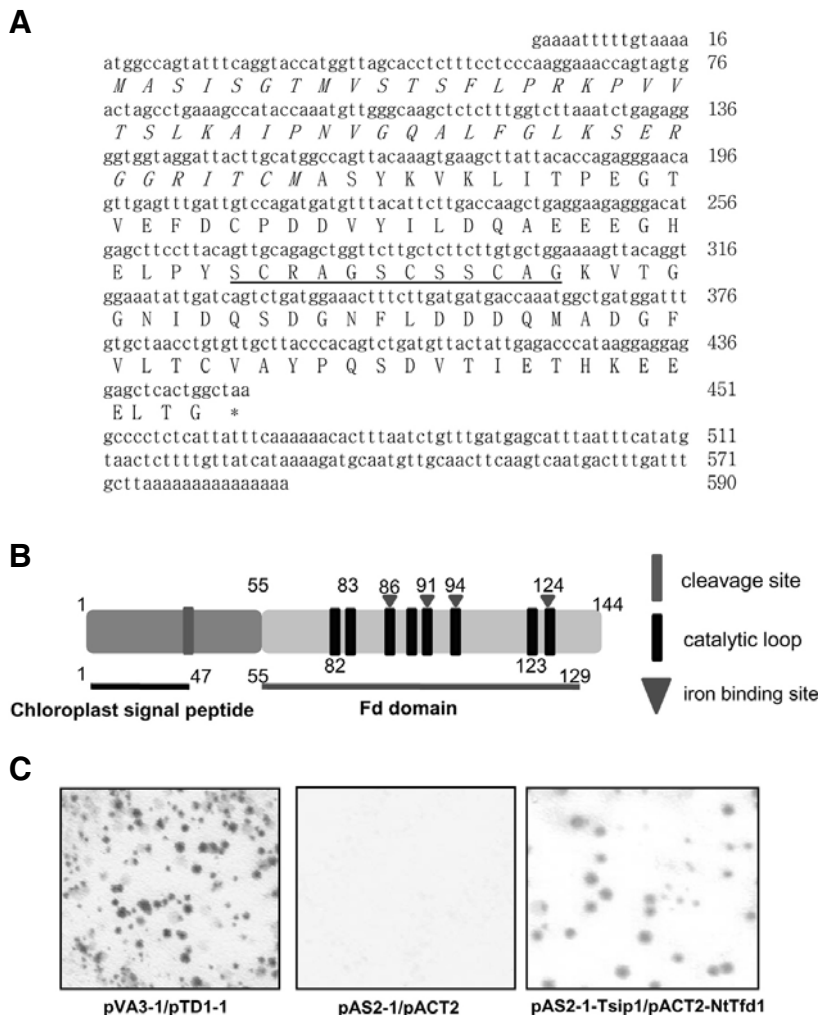 A
gaaaatttttgtaaaa 16
atggccagtatttcaggtaccatggttagcacctctttcctcccaaggaaaccagtagtg 76
M A S I S G T M V S T S F L P R K P V V
actagcctgaaagccataccaaatgttgggcaagctctctttggtcttaaatctgagagg 136
T S L K A I P N V G Q A L F G L K S E R
ggtggtaggattacttgcatggccagttacaaagtgaagcttattacaccagagggaaca 196
G G R I T C M A S Y K V K L I T P E G T
gttgagtttgattgtccagatgatgtttacattcttgaccaagctgaggaagagggacat 256
V E F D C P D D V Y I L D Q A E E E G H
gagcttccttacagttgcagagctggttcttgctcttcttgtgctggaaaagttacaggt 316
E L P Y S C R A G S C S S C A G K V T G
ggaaatattgatcagtctgatggaaactttcttgatgatgaccaaatggctgatggattt 376
G N I D Q S D G N F L D D D Q M A D G F
gtgctaacctgtgttgcttacccacagtctgatgttactattgagacccataaggaggag 436
V L T C V A Y P Q S D V T I E T H K E E
gagctcactggctaa 451
E L T G *
gcccctctcattatttcaaaaaacactttaatctgtttgatgagcatttaatttcatatg 511
taactcttttgttatcataaaagatgcaatgttgcaacttcaagtcaatgactttgattt 571
gcttaaaaaaaaaaaaaaa 590
B
1 55 83 86 91 94 124 144
82 123
1 47 55 129
Chloroplast signal peptide Fd domain
cleavage site
catalytic loop
iron binding site
C
pVA3-1/pTD1-1 pAS2-1/pACT2 pAS2-1-Tsip1/pACT2-NtTfd1